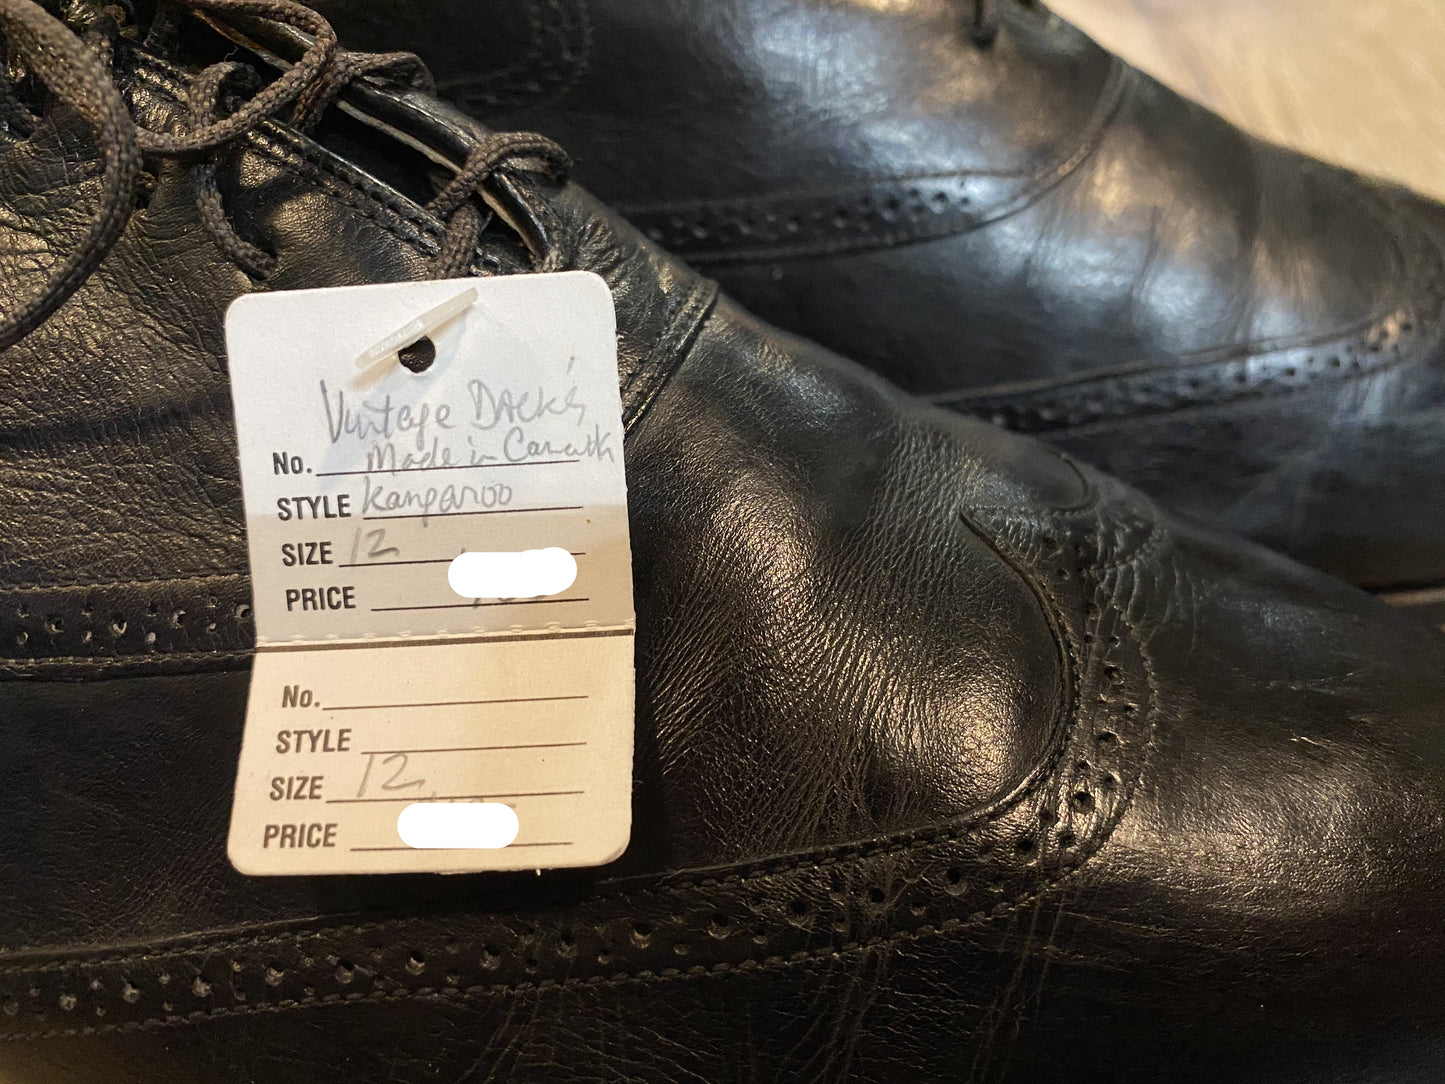 Vintage Dack's
No. Made in Canada
STYLE Kangaroo
SIZE 12
PRICE
No.
STYLE
SIZE 12
PRICE